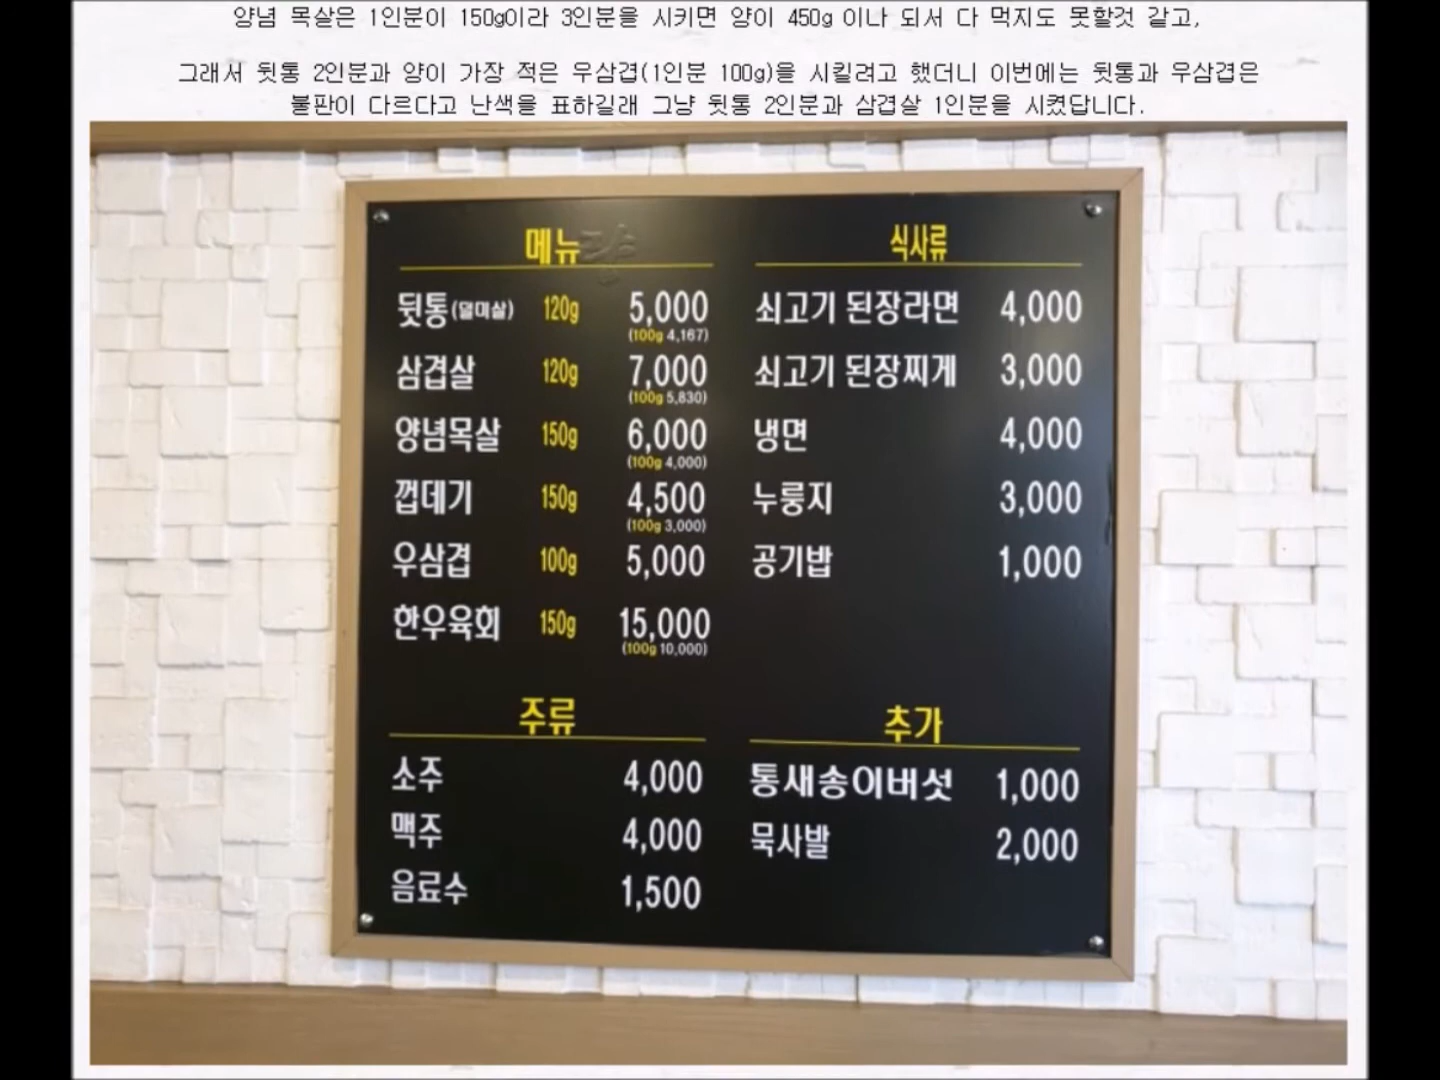 양념 목살은 1인분이 150g이라 3인분을 시키면 양이 450g 이나 되서 다 먹지도 못할것 같고,
그래서 뒷통 2인분과 양이 가장 적은 우삼겹(1인분 100g)을 시킬려고 했더니 이번에는 뒷통과 우삼겹은
불판이 다르다고 난색을 표하길래 그냥 뒷통 2인분과 삼겹살 1인분을 시켰답니다.
메뉴
뒷통(덜미살) 120g 5,000
(100g 4,167)
삼겹살 120g 7,000
(100g 5,830)
양념목살 150g 6,000
(100g 4,000)
껍데기 150g 4,500
(100g 3,000)
우삼겹 100g 5,000
한우육회 150g 15,000
(100g 10,000)
식사류
쇠고기 된장라면 4,000
쇠고기 된장찌게 3,000
냉면 4,000
누룽지 3,000
공기밥 1,000
주류
소주 4,000
맥주 4,000
음료수 1,500
추가
통새송이버섯 1,000
묵사발 2,000